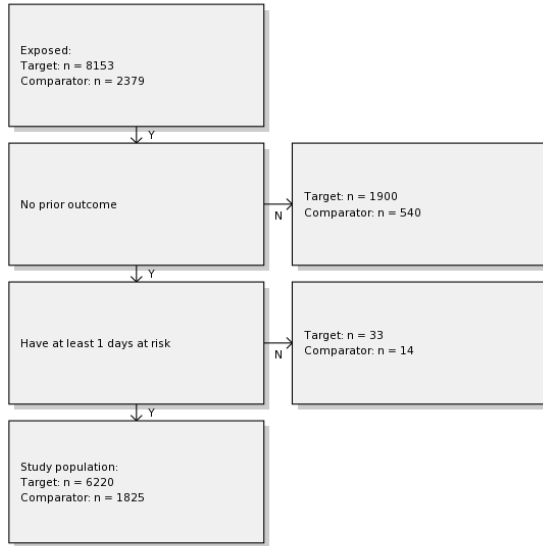 Exposed:
Target: n = 8153
Comparator: n = 2379
Y
No prior outcome
N
Target: n = 1900
Comparator: n = 540
Y
Have at least 1 days at risk
N
Target: n = 33
Comparator: n = 14
Y
Study population:
Target: n = 6220
Comparator: n = 1825